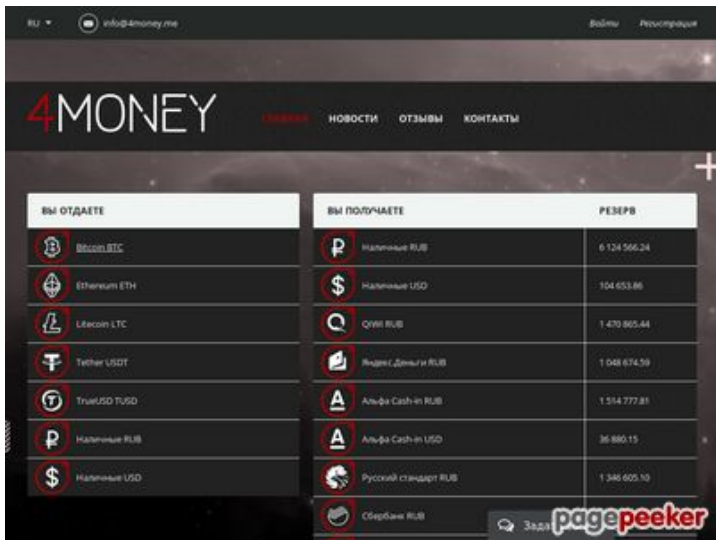 RU info@4money.me Войти Регистрация
4MONEY ГЛАВНАЯ НОВОСТИ ОТЗЫВЫ КОНТАКТЫ
ВЫ ОТДАЕТЕ ВЫ ПОЛУЧАЕТЕ РЕЗЕРВ
Bitcoin BTC Наличные RUB 6 124 566.24
Ethereum ETH Наличные USD 104 653.86
Litecoin LTC QIWI RUB 1 470 865.44
Tether USDT Яндекс.Деньги RUB 1 048 674.59
TrueUSD TUSD Альфа Cash-in RUB 1 514 777.81
Наличные RUB Альфа Cash-in USD 36 880.15
Наличные USD Русский стандарт RUB 1 346 605.10
Сбербанк RUB
pagepeeker